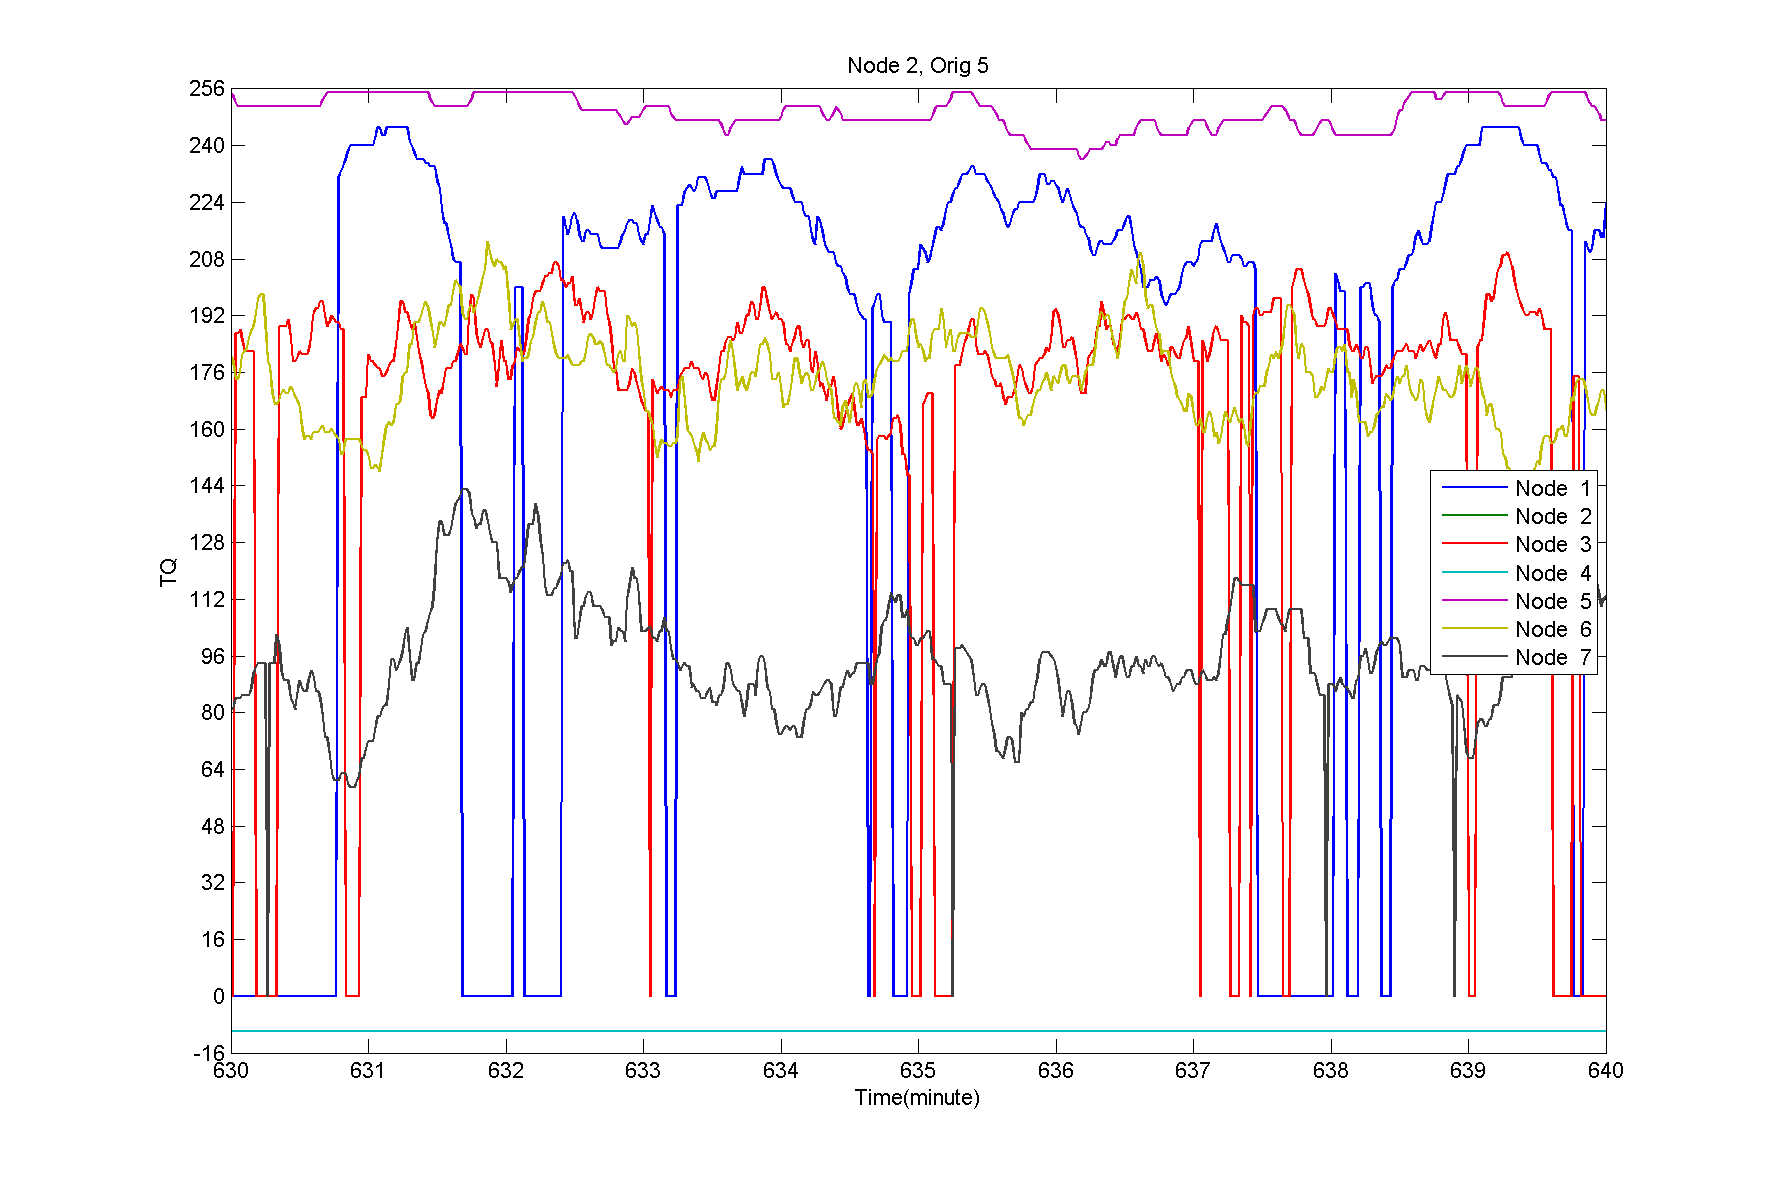 Node 2, Orig 5
256
240
224
208
192
176
160
144
128
112
96
80
64
48
32
16
0
-16
TQ
Node 1
Node 2
Node 3
Node 4
Node 5
Node 6
Node 7
630 631 632 633 634 635 636 637 638 639 640
Time(minute)